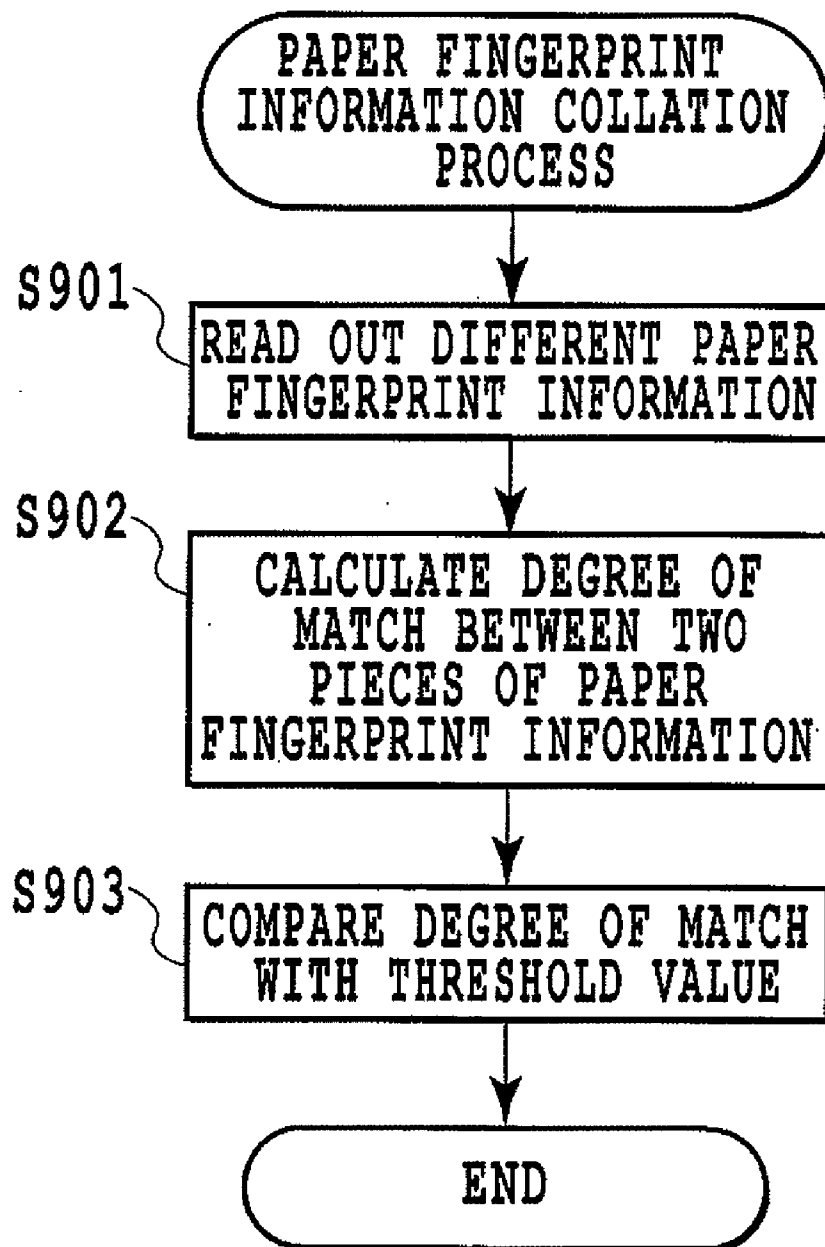 PAPER FINGERPRINT
INFORMATION COLLATION
PROCESS
S901
READ OUT DIFFERENT PAPER
FINGERPRINT INFORMATION
S902
CALCULATE DEGREE OF
MATCH BETWEEN TWO
PIECES OF PAPER
FINGERPRINT INFORMATION
S903
COMPARE DEGREE OF MATCH
WITH THRESHOLD VALUE
END